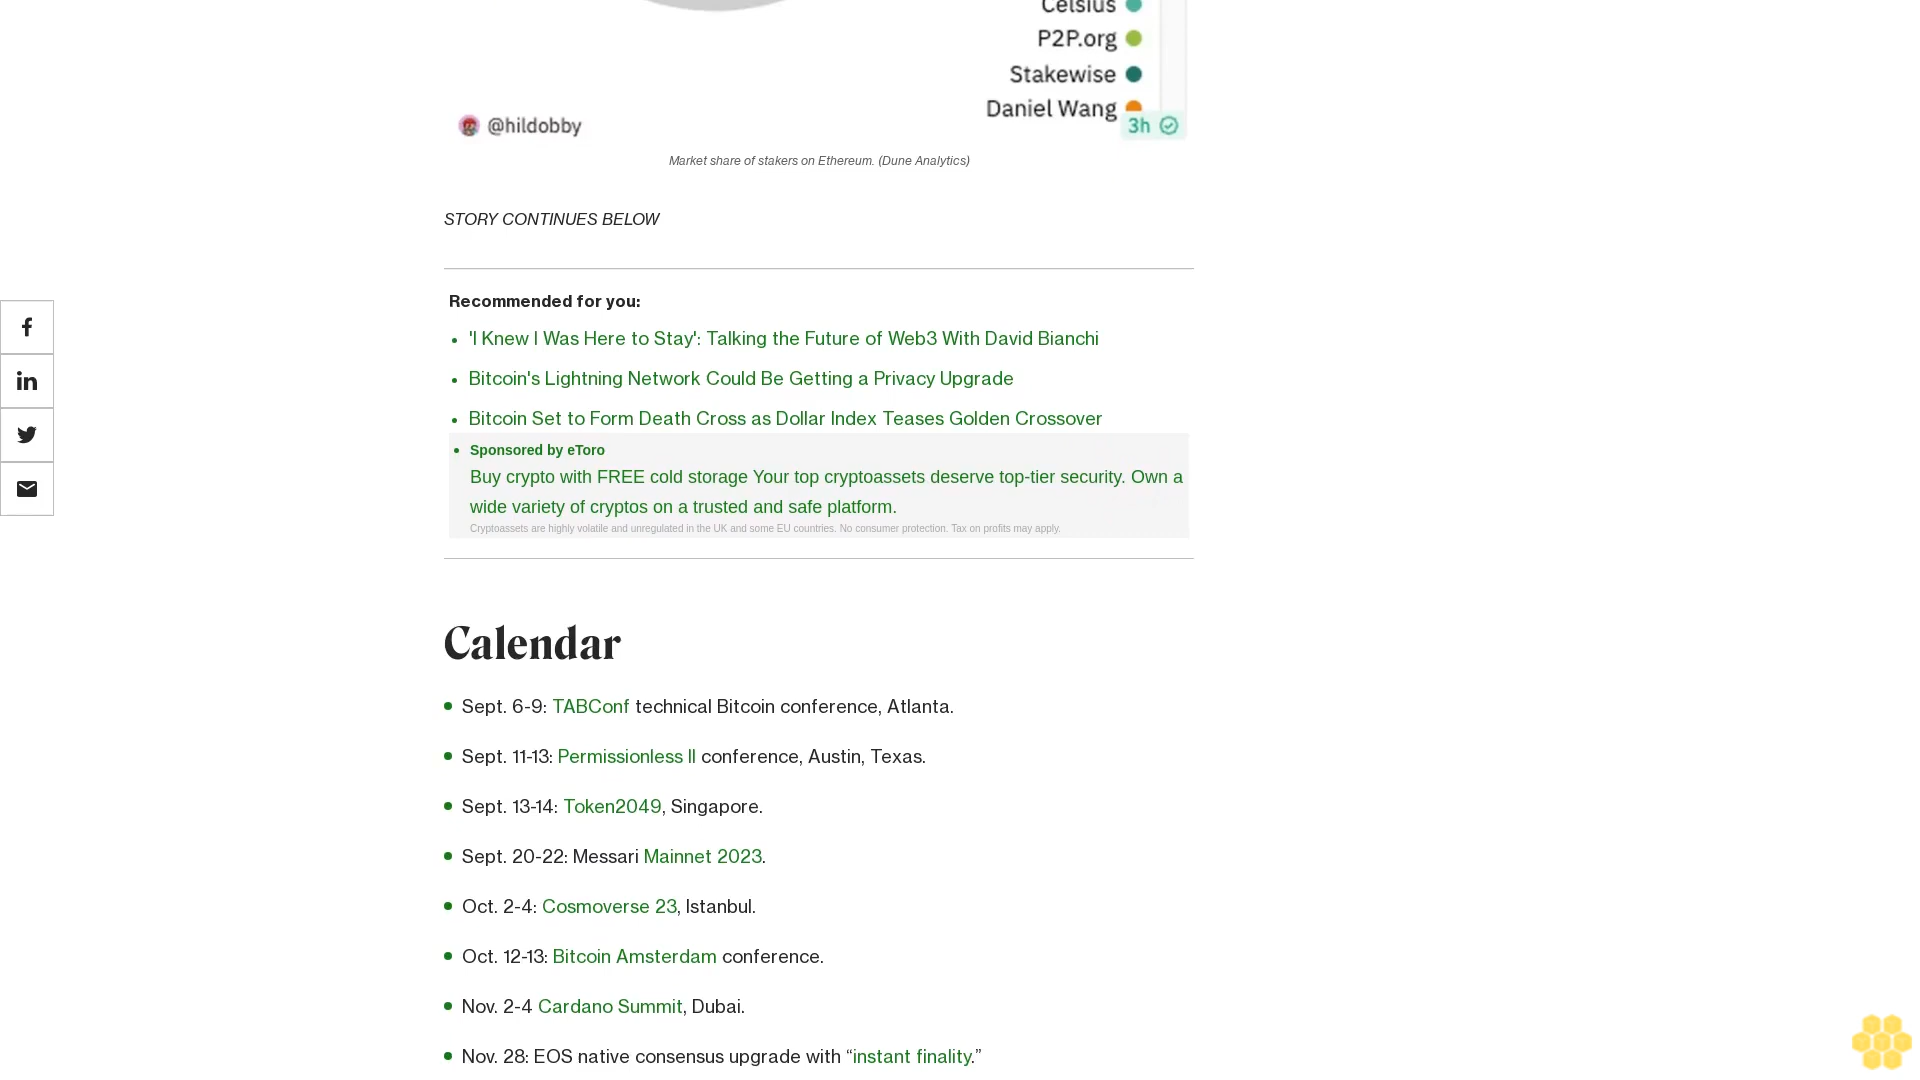 Celsius
P2P.org
Stakewise
Daniel Wang
@hildobby
3h
Market share of stakers on Ethereum. (Dune Analytics)
STORY CONTINUES BELOW
Recommended for you:
'I Knew I Was Here to Stay': Talking the Future of Web3 With David Bianchi
Bitcoin's Lightning Network Could Be Getting a Privacy Upgrade
Bitcoin Set to Form Death Cross as Dollar Index Teases Golden Crossover
Sponsored by eToro
Buy crypto with FREE cold storage Your top cryptoassets deserve top-tier security. Own a
wide variety of cryptos on a trusted and safe platform.
Cryptoassets are highly volatile and unregulated in the UK and some EU countries. No consumer protection. Tax on profits may apply.
Calendar
Sept. 6-9: TABConf technical Bitcoin conference, Atlanta.
Sept. 11-13: Permissionless II conference, Austin, Texas.
Sept. 13-14: Token2049, Singapore.
Sept. 20-22: Messari Mainnet 2023.
Oct. 2-4: Cosmoverse 23, Istanbul.
Oct. 12-13: Bitcoin Amsterdam conference.
Nov. 2-4 Cardano Summit, Dubai.
Nov. 28: EOS native consensus upgrade with “instant finality.”